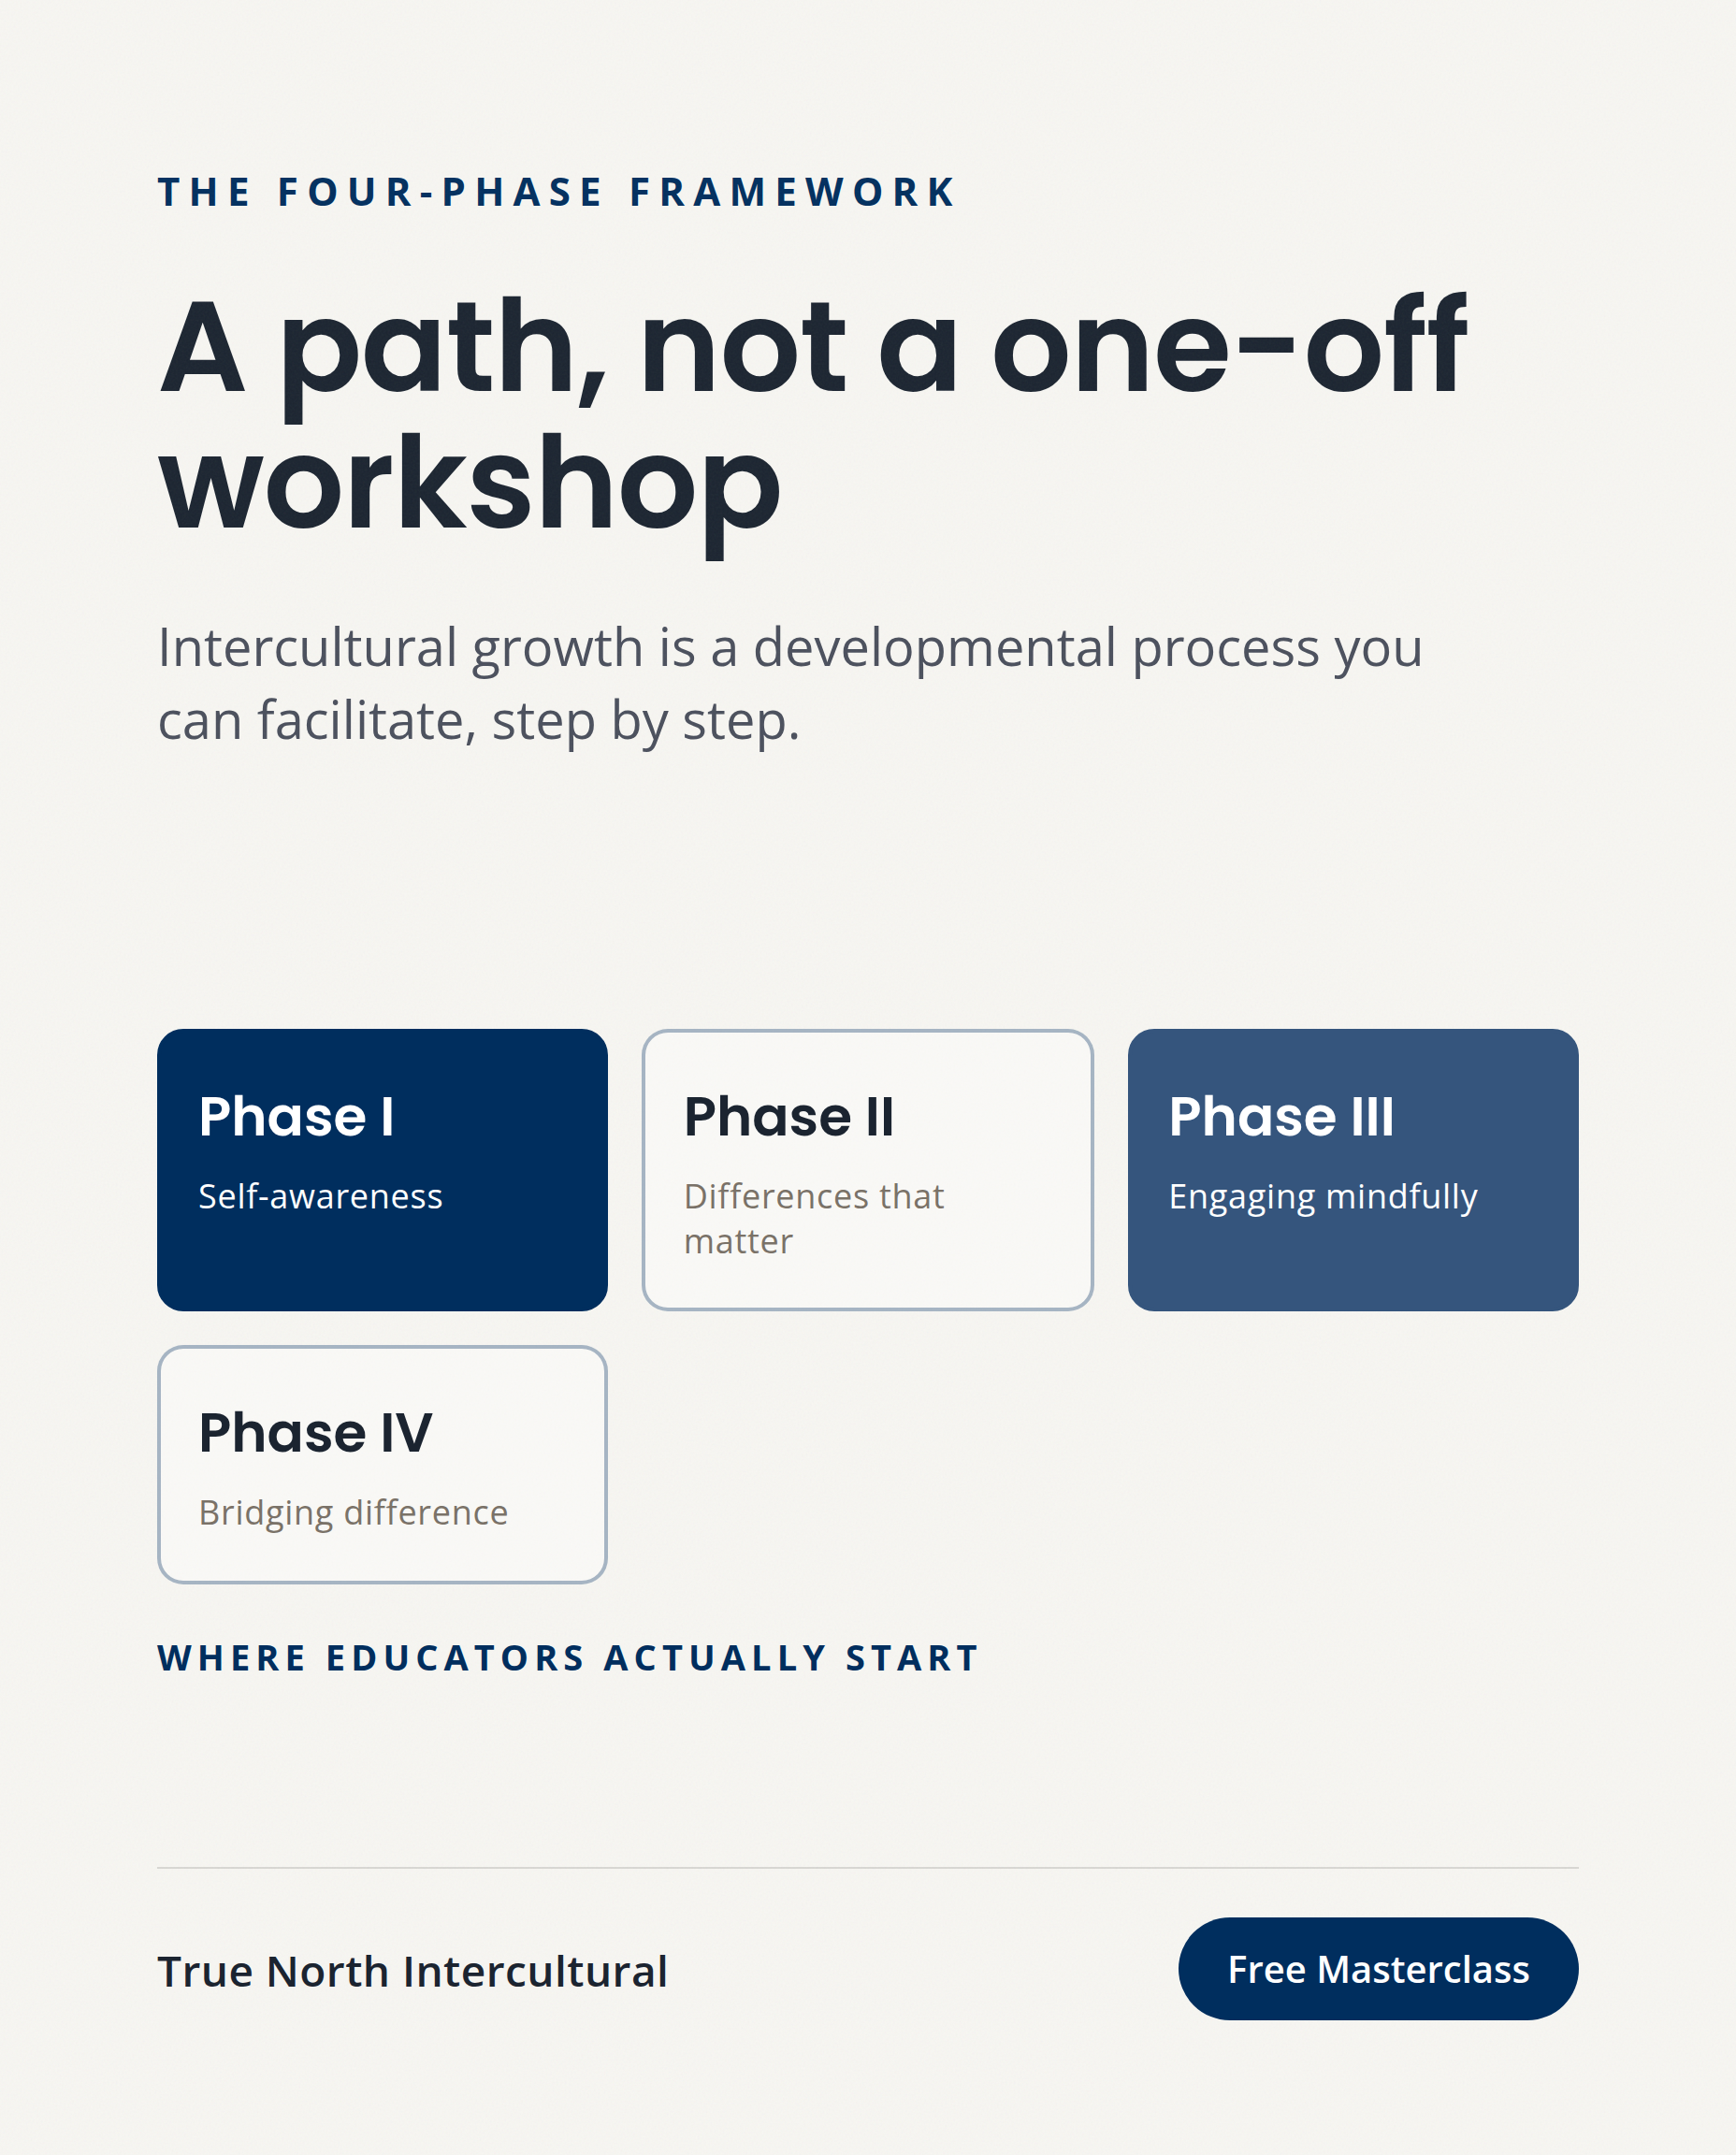 THE FOUR-PHASE FRAMEWORK
A path, not a one-off
workshop
Intercultural growth is a developmental process you
can facilitate, step by step.
Phase I
Self-awareness
Phase II
Differences that
matter
Phase III
Engaging mindfully
Phase IV
Bridging difference
WHERE EDUCATORS ACTUALLY START
True North Intercultural
Free Masterclass